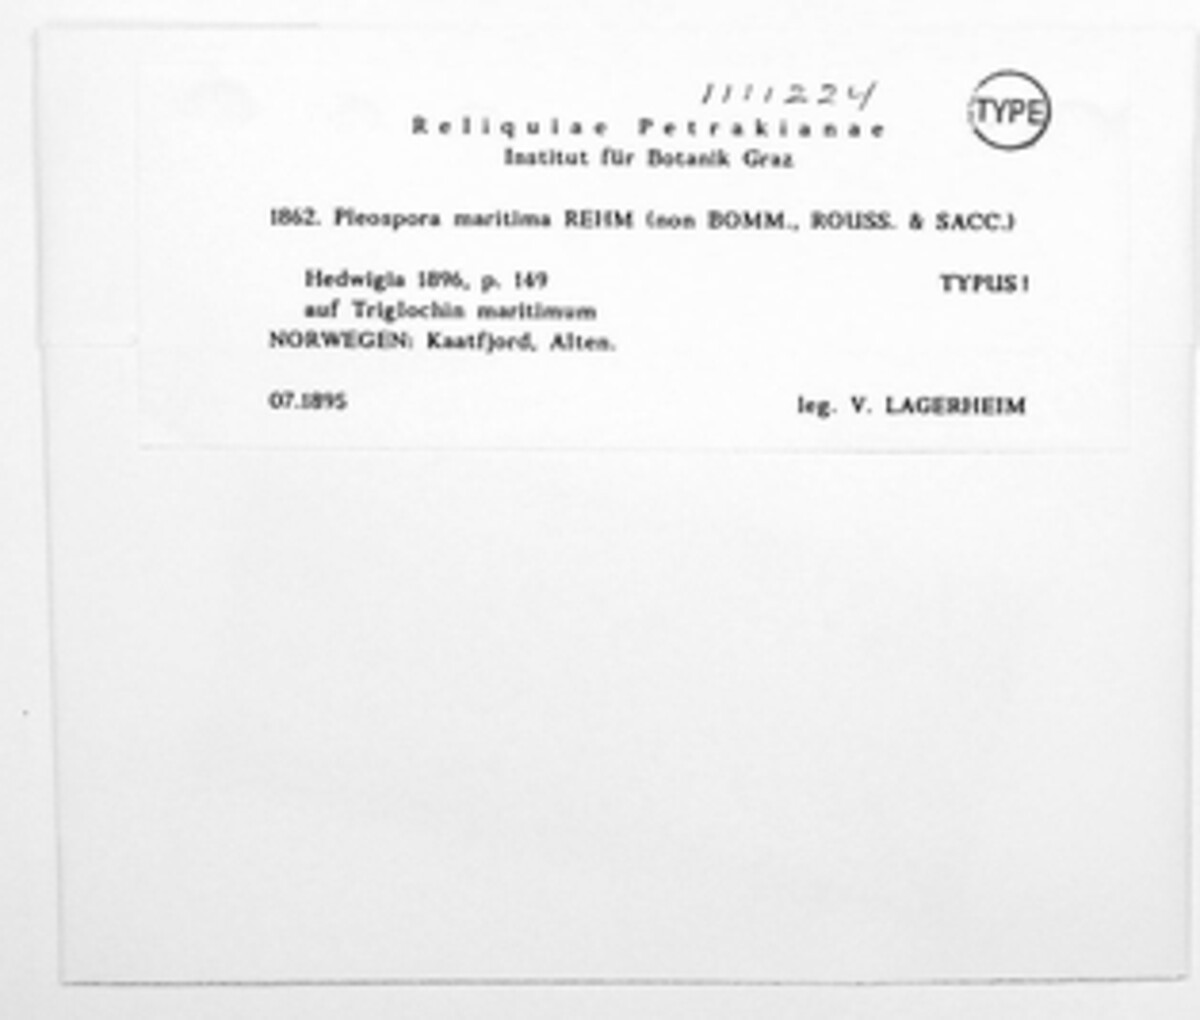 1111224
TYPE
Reliquiae Petrakianae
Institut für Botanik Graz
1862. Pleospora maritima REHM (non BOMM., ROUSS. & SACC.)
Hedwigia 1896, p. 149 TYPUS!
auf Triglochin maritimum
NORWEGEN: Kaatfjord, Alten.
07.1895 leg. V. LAGERHEIM